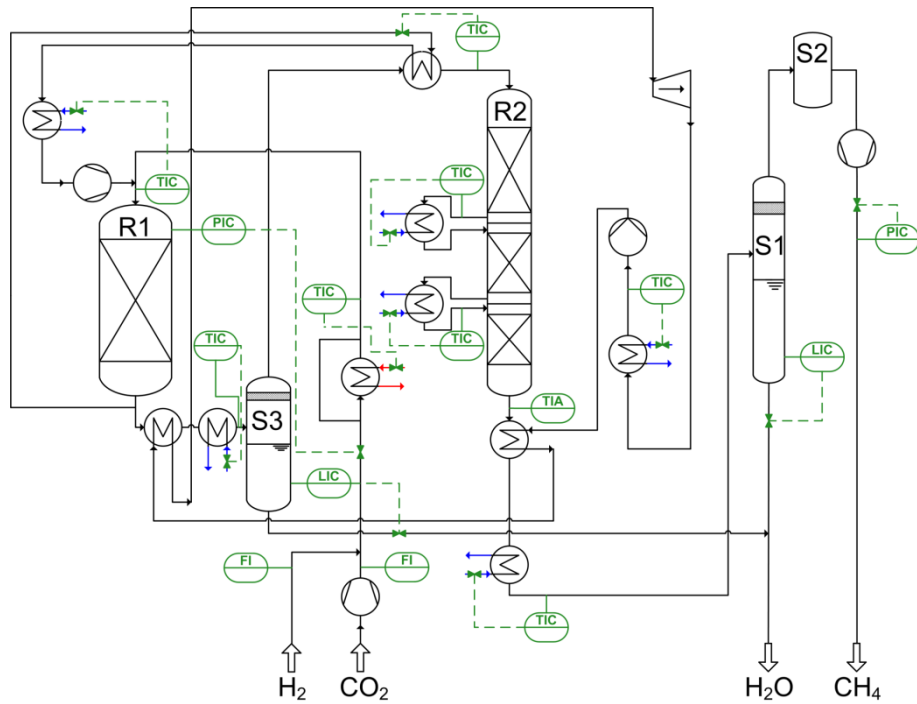 TIC
S2
R2
TIC
TIC
R1
PIC
S1
PIC
TIC
TIC
TIC
TIC
LIC
TIA
S3
LIC
FI
FI
TIC
H₂
CO₂
H₂O
CH₄